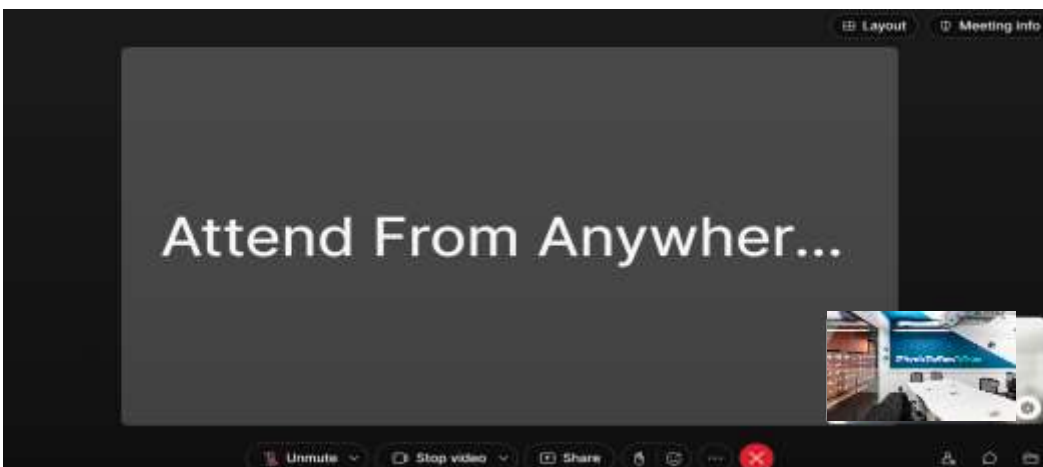 Layout
Meeting info
Attend From Anywher...
Unmute
Stop video
Share